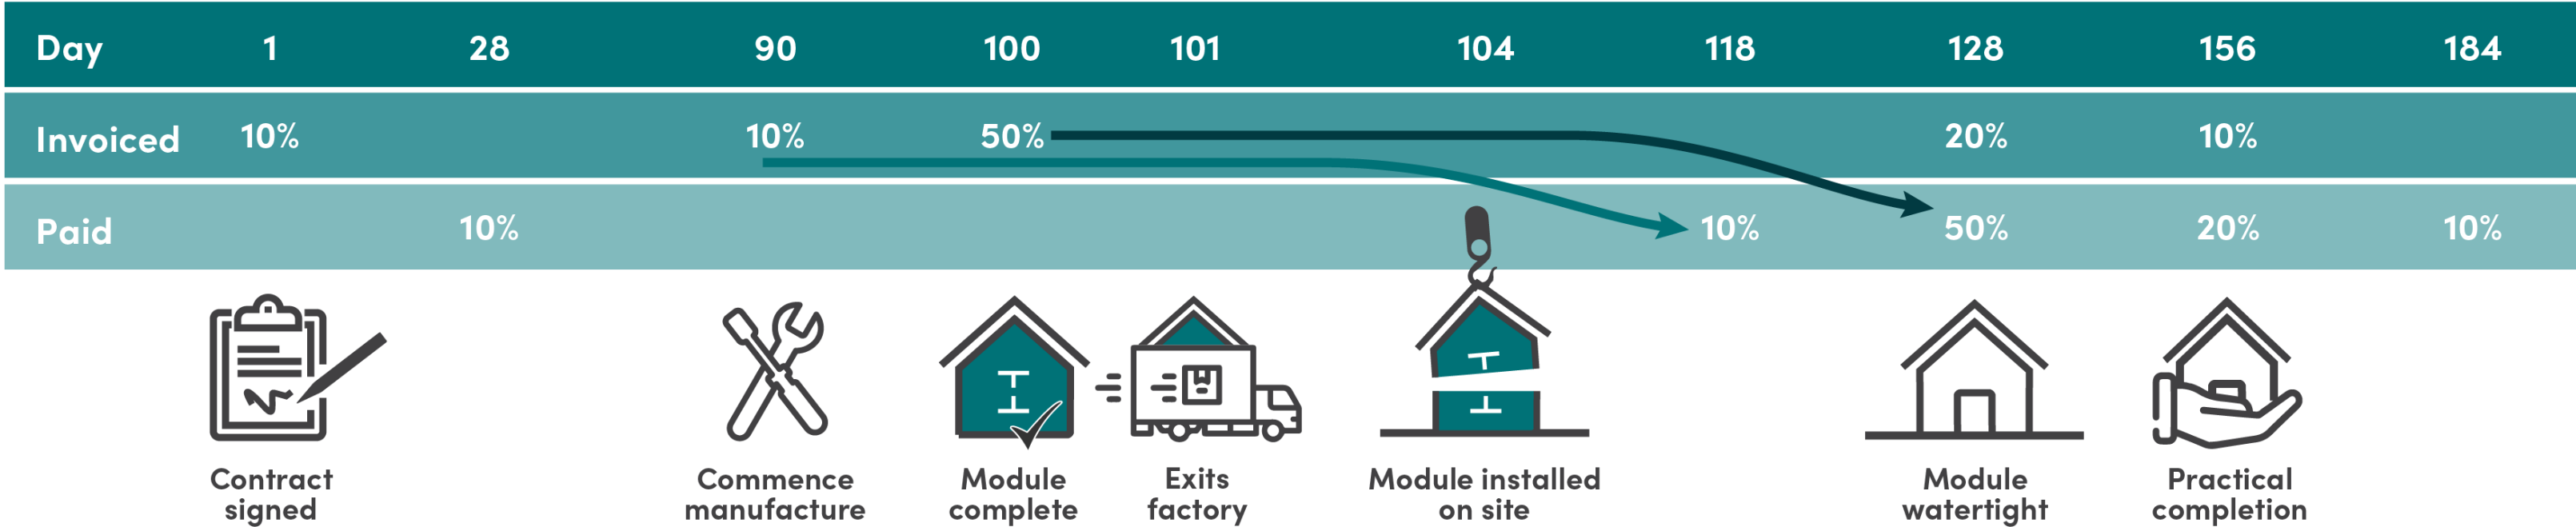 Day 1 28 90 100 101 104 118 128 156 184
Invoiced 10% 10% 50% 20% 10%
Paid 10% 10% 50% 20% 10%
Contract
signed
Commence
manufacture
Module
complete
Exits
factory
Module installed
on site
Module
watertight
Practical
completion